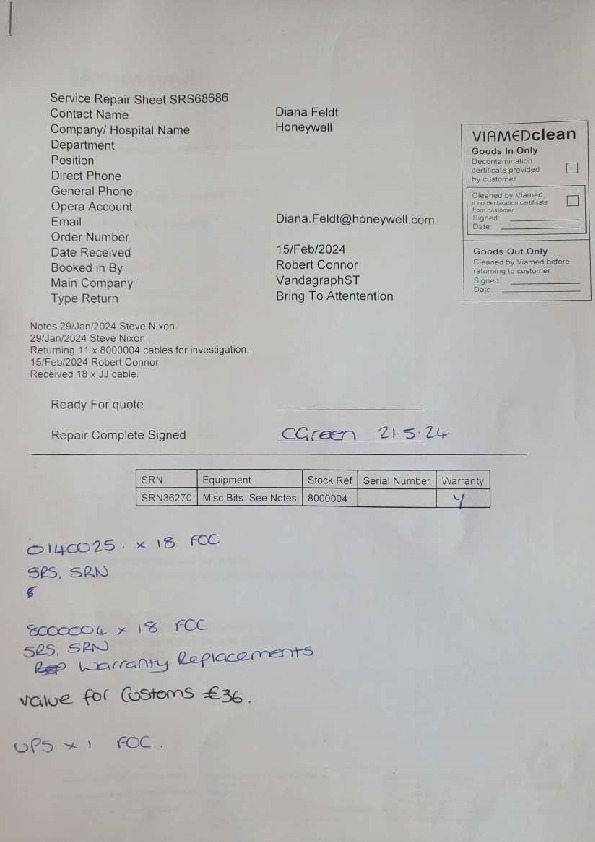 Service Repair Sheet SRS68686
Contact Name Diana Feldt
Company/ Hospital Name Honeywell
Department
Position
Direct Phone
General Phone
Opera Account
Email Diana.Feldt@honeywell.com
Order Number
Date Received 15/Feb/2024
Booked in By Robert Connor
Main Company VandagraphST
Type Return Bring To Attentention
VIAMEDclean
Goods In Only
Decontamination
certificate provided
by customer
Cleaned by Viamed
if no declaration certificate
from customer
Signed
Date:
Goods Out Only
Cleaned by Viamed before
returning to customer
Signed
Date:
Notes 29/Jan/2024 Steve Nixon
29/Jan/2024 Steve Nixon
Returning 11 x 8000004 cables for investigation.
15/Feb/2024 Robert Connor
Received 18 x JJ cable.
Ready For quote
Repair Complete Signed CGreen 21.5.24
SRN Equipment Stock Ref Serial Number Warranty
SRN36270 Misc Bits. See Notes 8000004 Y
0140025. x 18 FOC
SRS, SRN
8000004 x 18 FOC
SRS, SRN
Warranty Replacements
Value for Customs £36.
UPS x 1 FOC.